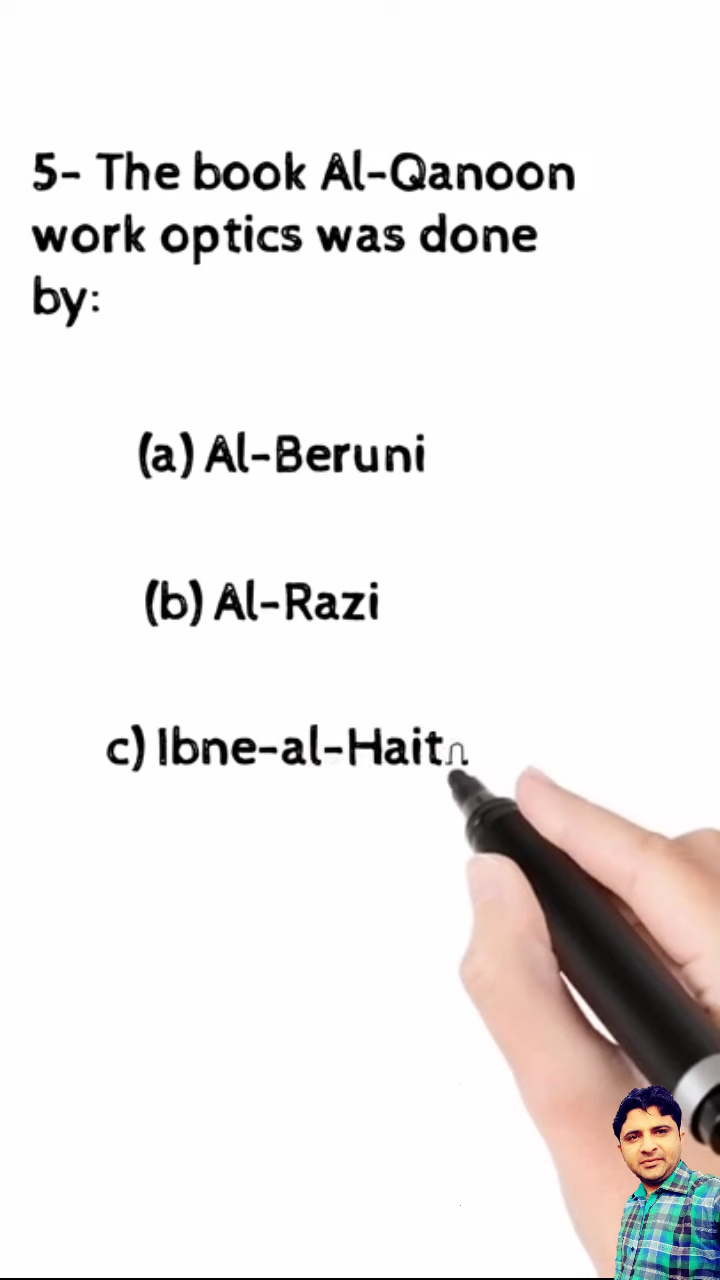 5- The book Al-Qanoon
work optics was done
by:
(a) Al-Beruni
(b) Al-Razi
c) Ibne-al-Hait